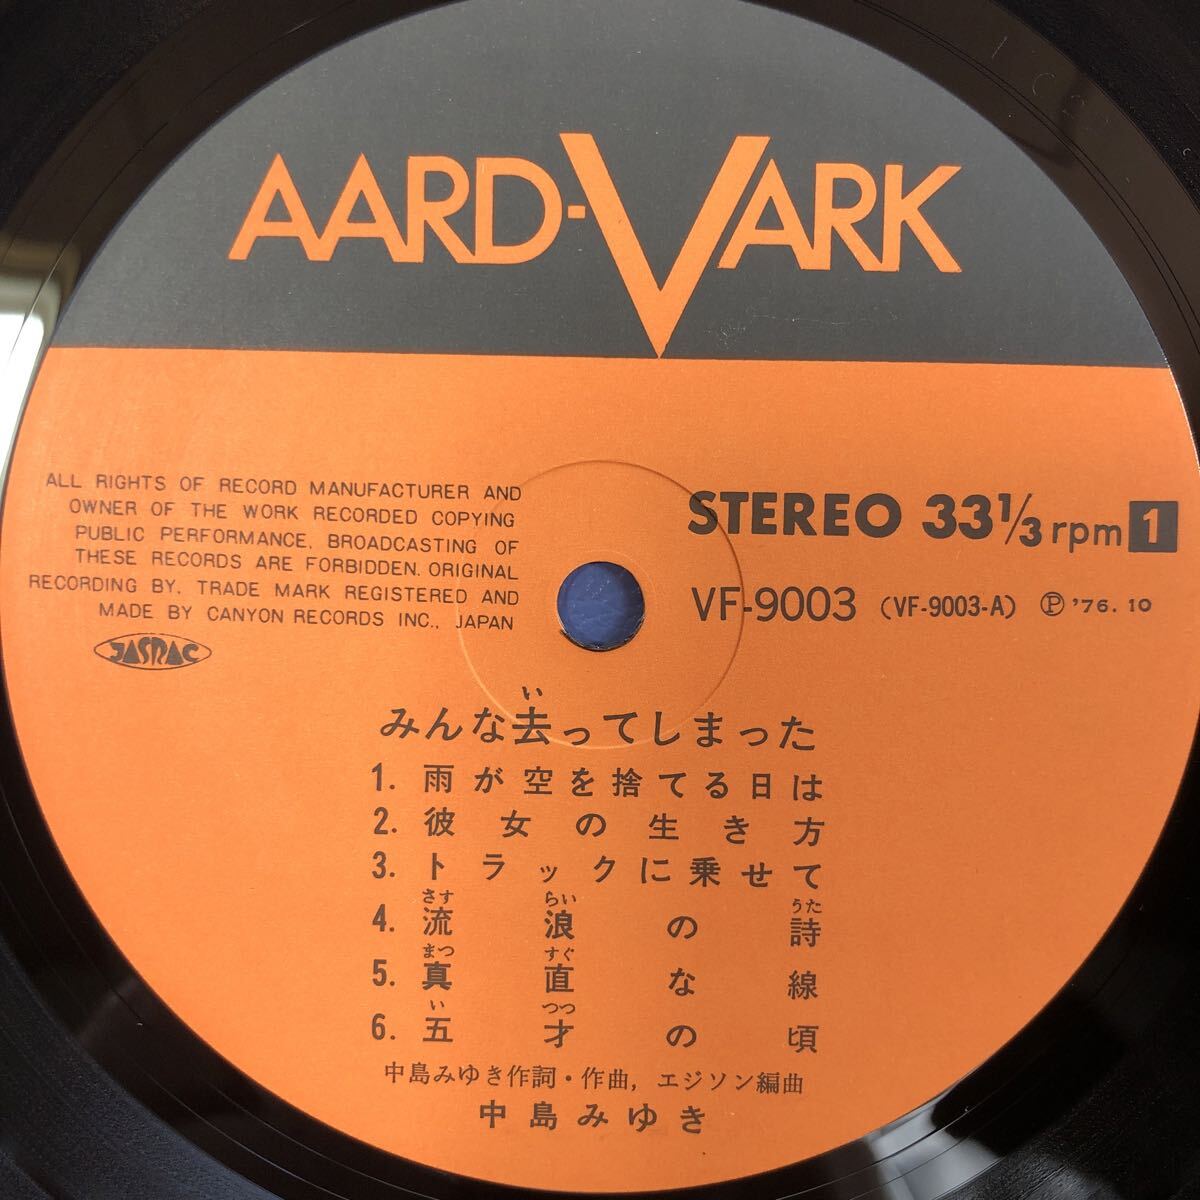 AARD-VARK
ALL RIGHTS OF RECORD MANUFACTURER AND
OWNER OF THE WORK RECORDED COPYING
PUBLIC PERFORMANCE, BROADCASTING OF
THESE RECORDS ARE FORBIDDEN. ORIGINAL
RECORDING BY. TRADE MARK REGISTERED AND
MADE BY CANYON RECORDS INC., JAPAN
JASRAC
STEREO 33 1/3 rpm 1
VF-9003 (VF-9003-A) Ⓟ '76. 10
い
みんな去ってしまった
1. 雨が空を捨てる日は
2. 彼女の生き方
3. トラックに乗せて
さす らい うた
4. 流浪の詩
まつ すぐ
5. 真直な線
い つつ
6. 五才の頃
中島みゆき作詞・作曲, エジソン編曲
中島みゆき